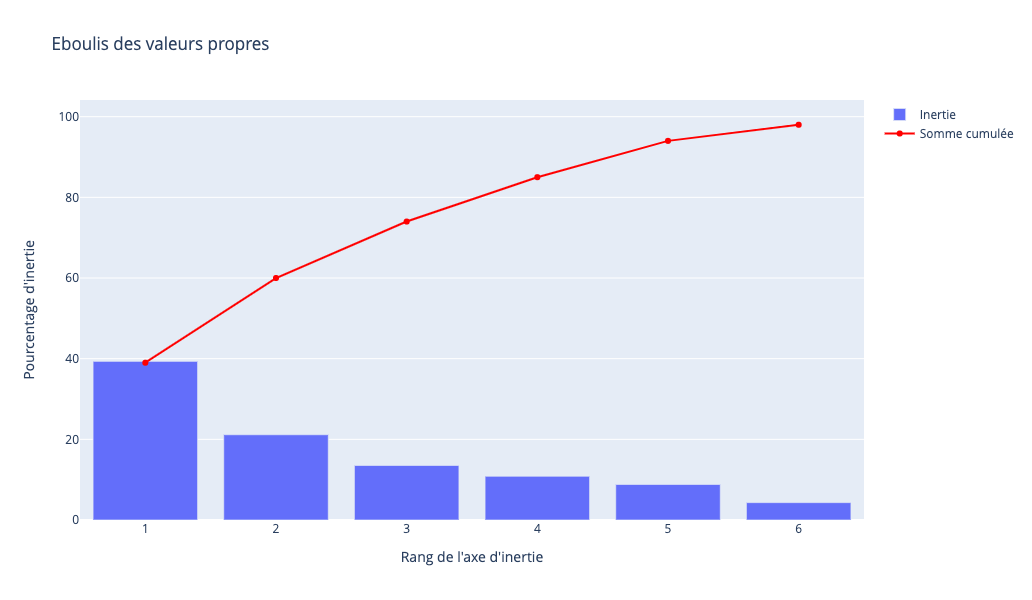 Eboulis des valeurs propres
Inertie
Somme cumulée
Pourcentage d'inertie
100
80
60
40
20
0
1 2 3 4 5 6
Rang de l'axe d'inertie